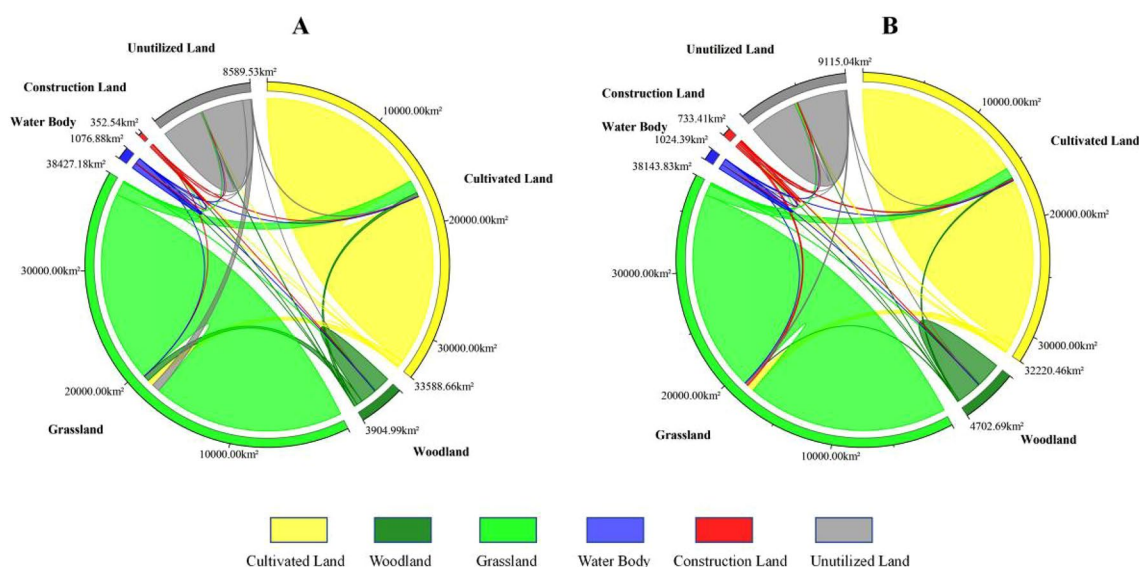 A
Unutilized Land
8589.53km²
Construction Land
352.54km²
10000.00km²
Water Body
1076.88km²
38427.18km²
Cultivated Land
20000.00km²
30000.00km²
30000.00km²
33588.66km²
20000.00km²
3904.99km²
Grassland
Woodland
10000.00km²
B
Unutilized Land
9115.04km²
Construction Land
733.41km²
10000.00km²
Water Body
1024.39km²
Cultivated Land
38143.83km²
20000.00km²
30000.00km²
30000.00km²
32220.46km²
20000.00km²
4702.69km²
Grassland
Woodland
10000.00km²
Cultivated Land
Woodland
Grassland
Water Body
Construction Land
Unutilized Land